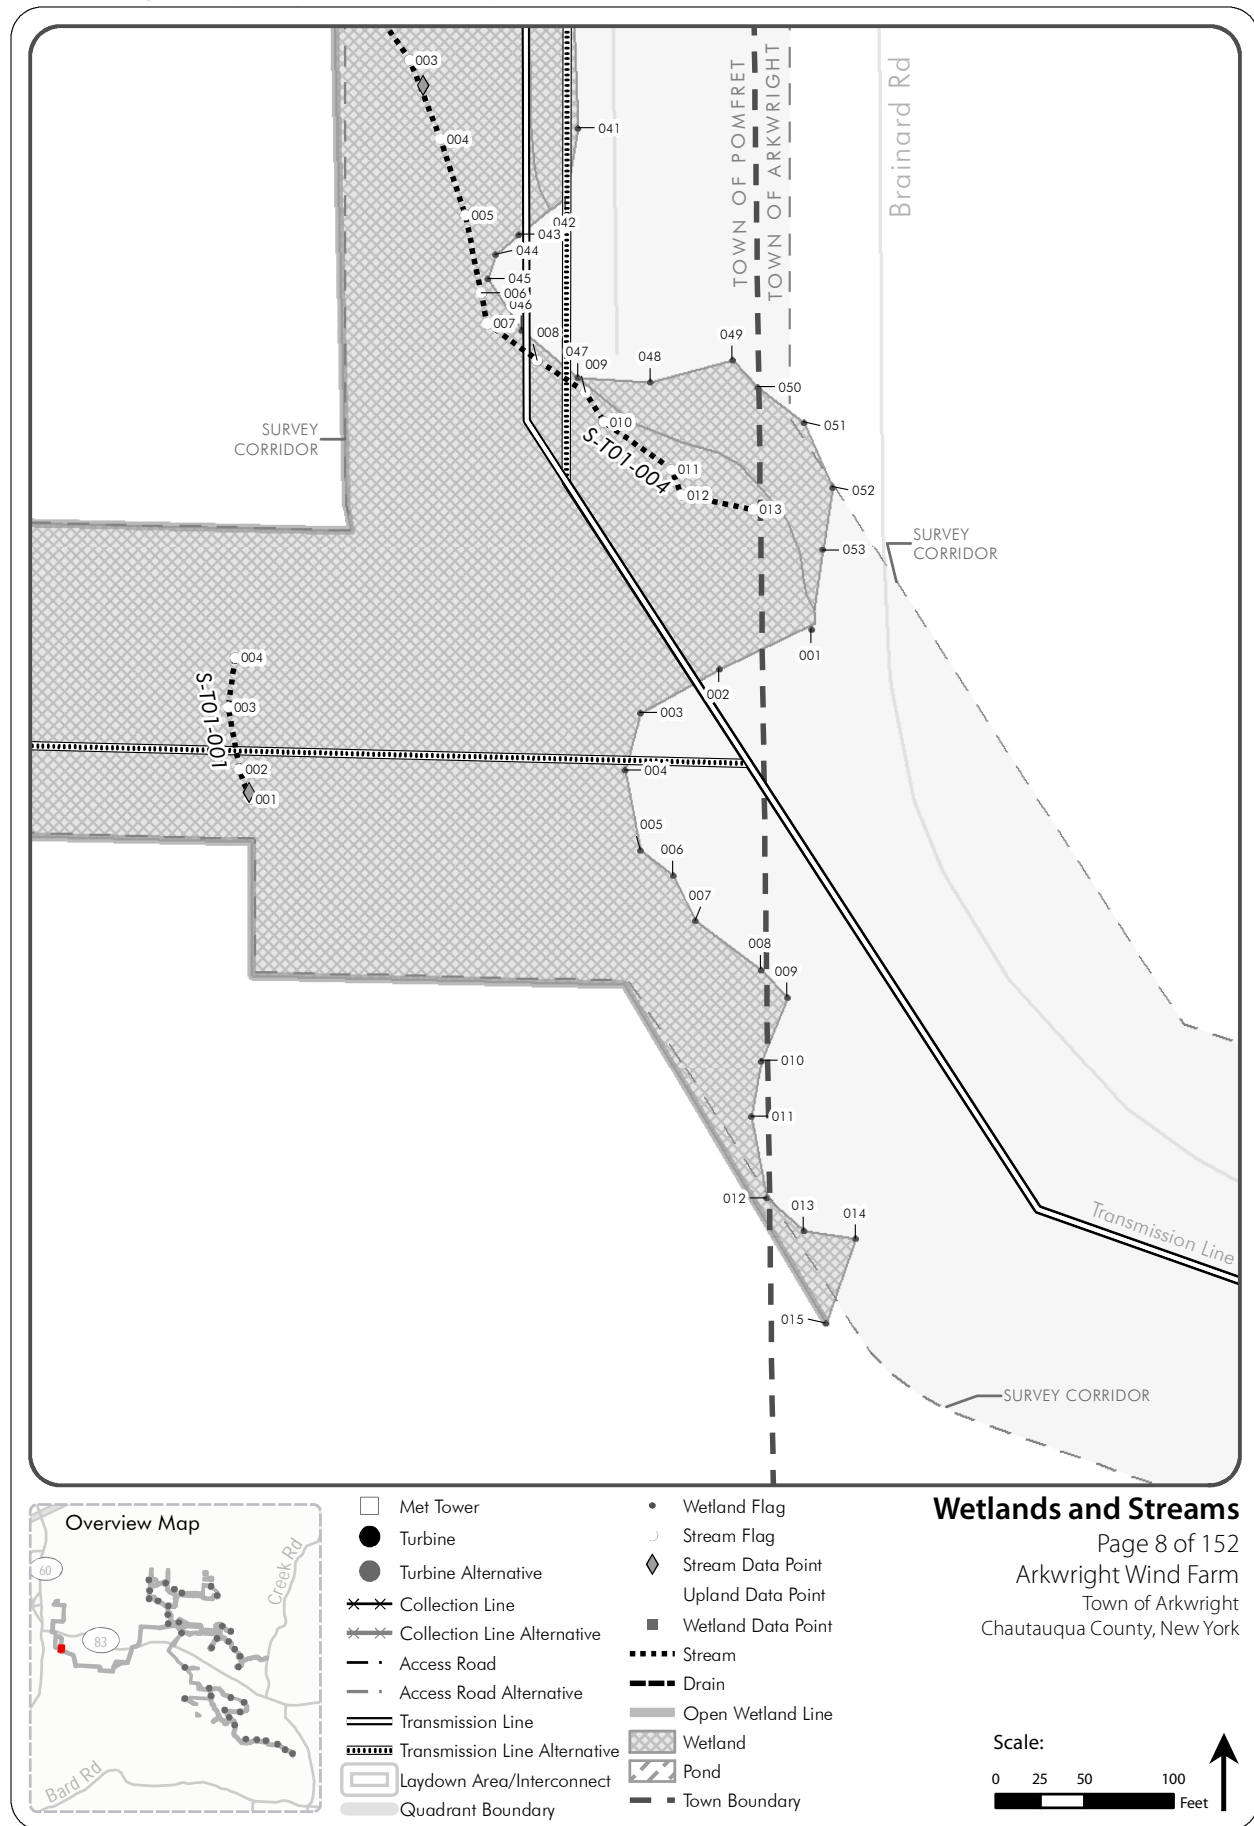 003
004
005
041
042
043
044
045
006
046
007
008
047
009
048
049
050
051
052
053
010
011
012
013
S-T01-004
TOWN OF POMFRET
TOWN OF ARKWRIGHT
Brainard Rd
SURVEY
CORRIDOR
SURVEY
CORRIDOR
004
003
002
001
S-T01-001
001
002
003
004
005
006
007
008
009
010
011
012
013
014
015
Transmission Line
SURVEY CORRIDOR
Overview Map
60
83
Creek Rd
Bard Rd
Met Tower
Turbine
Turbine Alternative
Collection Line
Collection Line Alternative
Access Road
Access Road Alternative
Transmission Line
Transmission Line Alternative
Laydown Area/Interconnect
Quadrant Boundary
Wetland Flag
Stream Flag
Stream Data Point
Upland Data Point
Wetland Data Point
Stream
Drain
Open Wetland Line
Wetland
Pond
Town Boundary
Wetlands and Streams
Page 8 of 152
Arkwright Wind Farm
Town of Arkwright
Chautauqua County, New York
Scale:
0 25 50 100
Feet